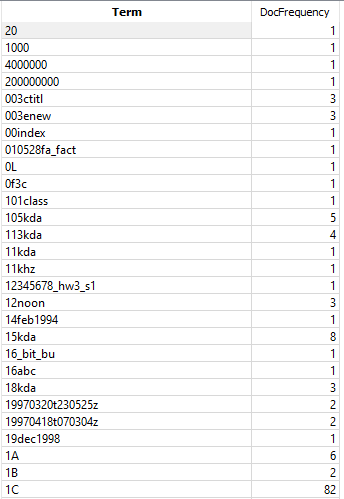 Term DocFrequency
20 1
1000 1
4000000 1
200000000 1
003ctitl 3
003enew 3
00index 1
010528fa_fact 1
0L 1
0f3c 1
101class 1
105kda 5
113kda 4
11kda 1
11khz 1
12345678_hw3_s1 1
12noon 3
14feb1994 1
15kda 8
16_bit_bu 1
16abc 1
18kda 3
19970320t230525z 2
19970418t070304z 2
19dec1998 1
1A 6
1B 2
1C 82